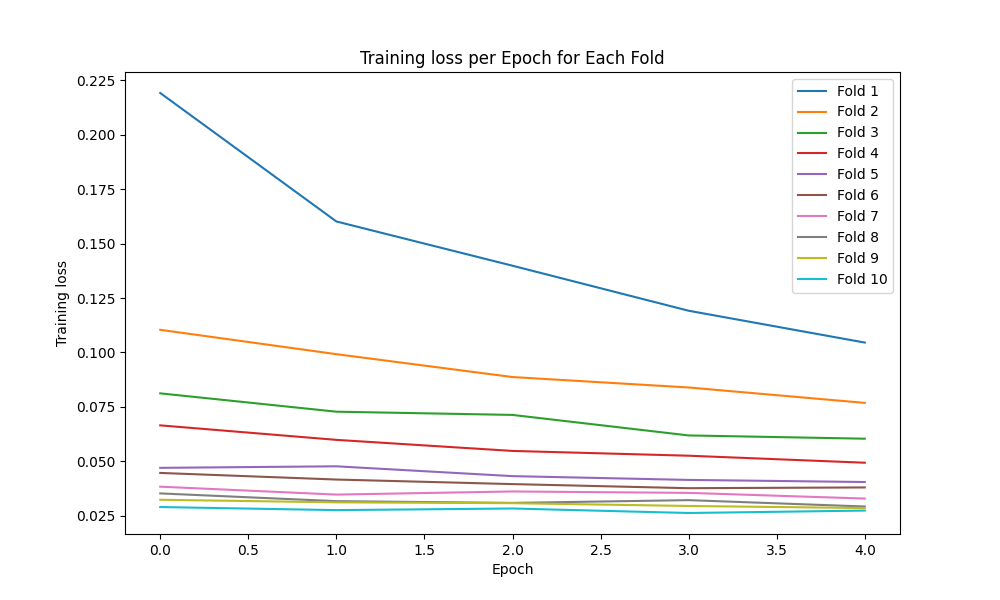 Training loss per Epoch for Each Fold
0.225
0.200
0.175
0.150
0.125
0.100
0.075
0.050
0.025
Training loss
Fold 1
Fold 2
Fold 3
Fold 4
Fold 5
Fold 6
Fold 7
Fold 8
Fold 9
Fold 10
0.0 0.5 1.0 1.5 2.0 2.5 3.0 3.5 4.0
Epoch